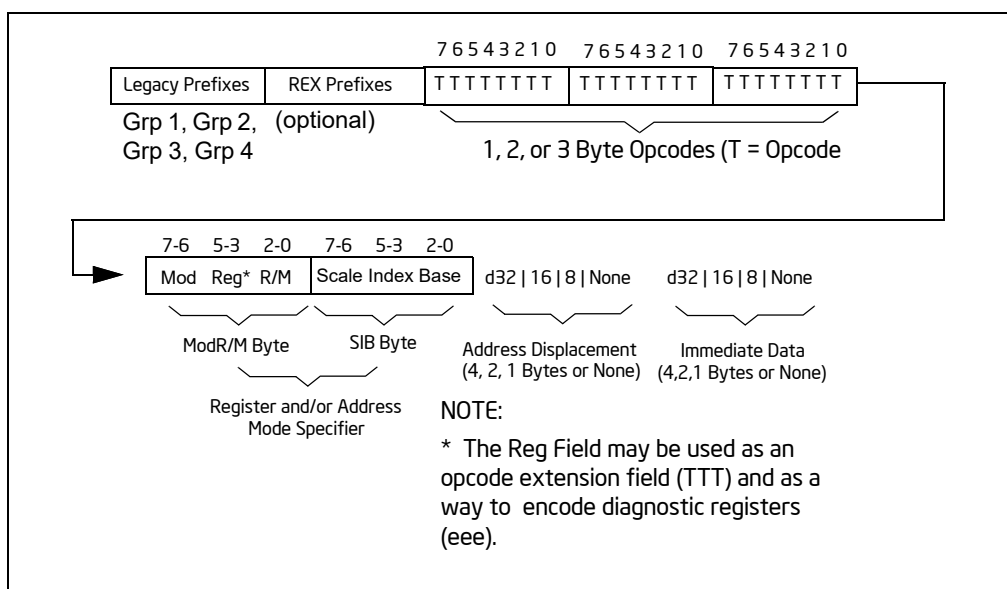 7 6 5 4 3 2 1 0 7 6 5 4 3 2 1 0 7 6 5 4 3 2 1 0
Legacy Prefixes REX Prefixes T T T T T T T T T T T T T T T T T T T T T T T T
Grp 1, Grp 2, (optional)
Grp 3, Grp 4
1, 2, or 3 Byte Opcodes (T = Opcode
7-6 5-3 2-0 7-6 5-3 2-0
Mod Reg* R/M Scale Index Base d32 | 16 | 8 | None d32 | 16 | 8 | None
ModR/M Byte SIB Byte Address Displacement Immediate Data
(4, 2, 1 Bytes or None) (4,2,1 Bytes or None)
Register and/or Address
Mode Specifier
NOTE:
* The Reg Field may be used as an
opcode extension field (TTT) and as a
way to encode diagnostic registers
(eee).